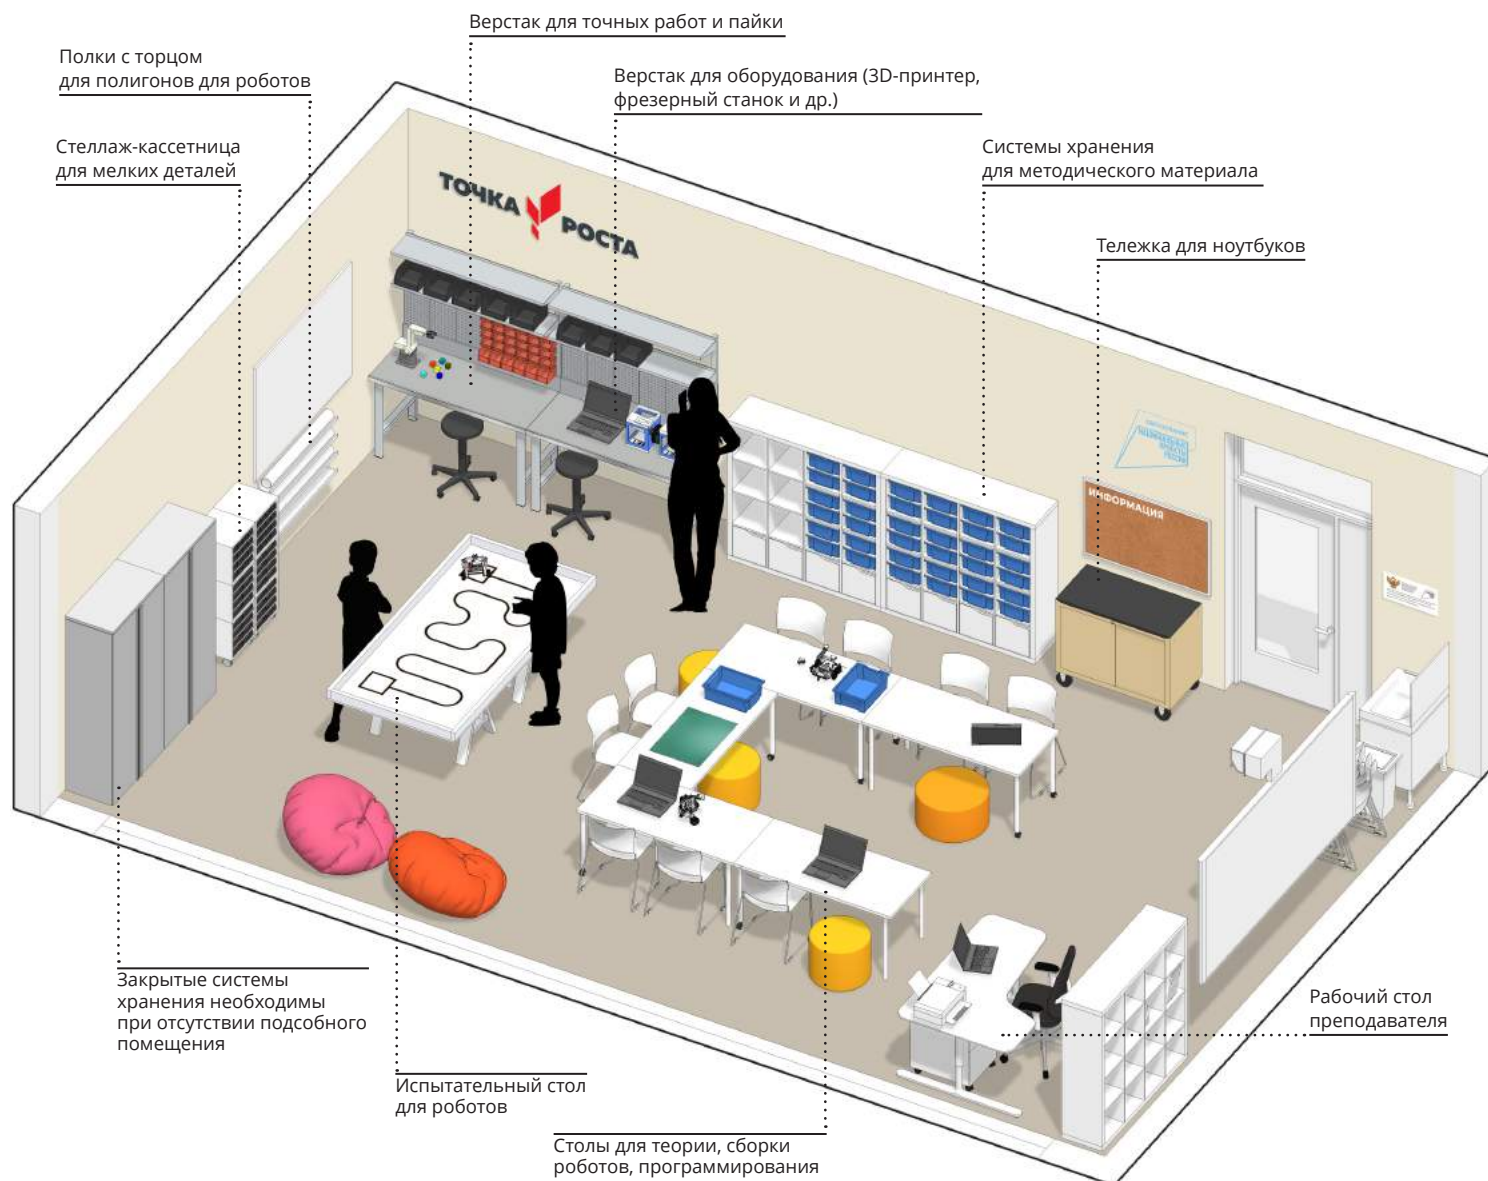 Верстак для точных работ и пайки
Полки с торцом
для полигонов для роботов
Верстак для оборудования (3D-принтер,
фрезерный станок и др.)
Стеллаж-кассетница
для мелких деталей
Системы хранения
для методического материала
Тележка для ноутбуков
ТОЧКА
РОСТА
ИНФОРМАЦИЯ
Закрытые системы
хранения необходимы
при отсутствии подсобного
помещения
Рабочий стол
преподавателя
Испытательный стол
для роботов
Столы для теории, сборки
роботов, программирования